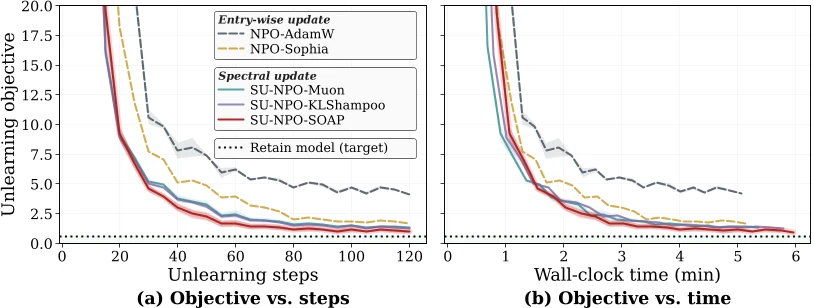 Unlearning objective
20.0
17.5
15.0
12.5
10.0
7.5
5.0
2.5
0.0
Entry-wise update
NPO-AdamW
NPO-Sophia
Spectral update
SU-NPO-Muon
SU-NPO-KLShampoo
SU-NPO-SOAP
Retain model (target)
0 20 40 60 80 100 120
Unlearning steps
(a) Objective vs. steps
0 1 2 3 4 5 6
Wall-clock time (min)
(b) Objective vs. time